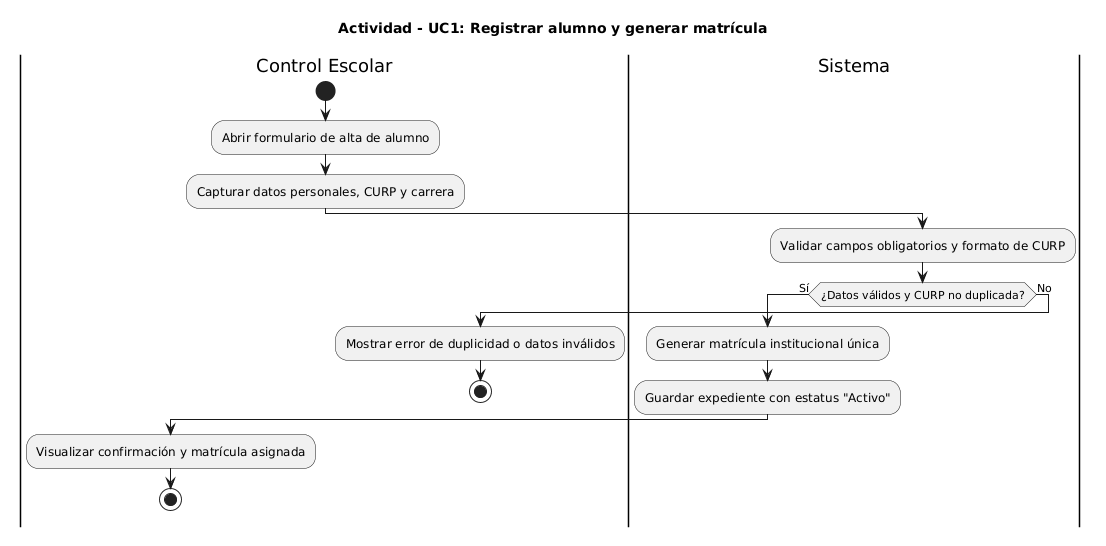 Actividad - UC1: Registrar alumno y generar matrícula
Control Escolar
Sistema
Abrir formulario de alta de alumno
Capturar datos personales, CURP y carrera
Validar campos obligatorios y formato de CURP
Sí
¿Datos válidos y CURP no duplicada?
No
Mostrar error de duplicidad o datos inválidos
Generar matrícula institucional única
Guardar expediente con estatus "Activo"
Visualizar confirmación y matrícula asignada